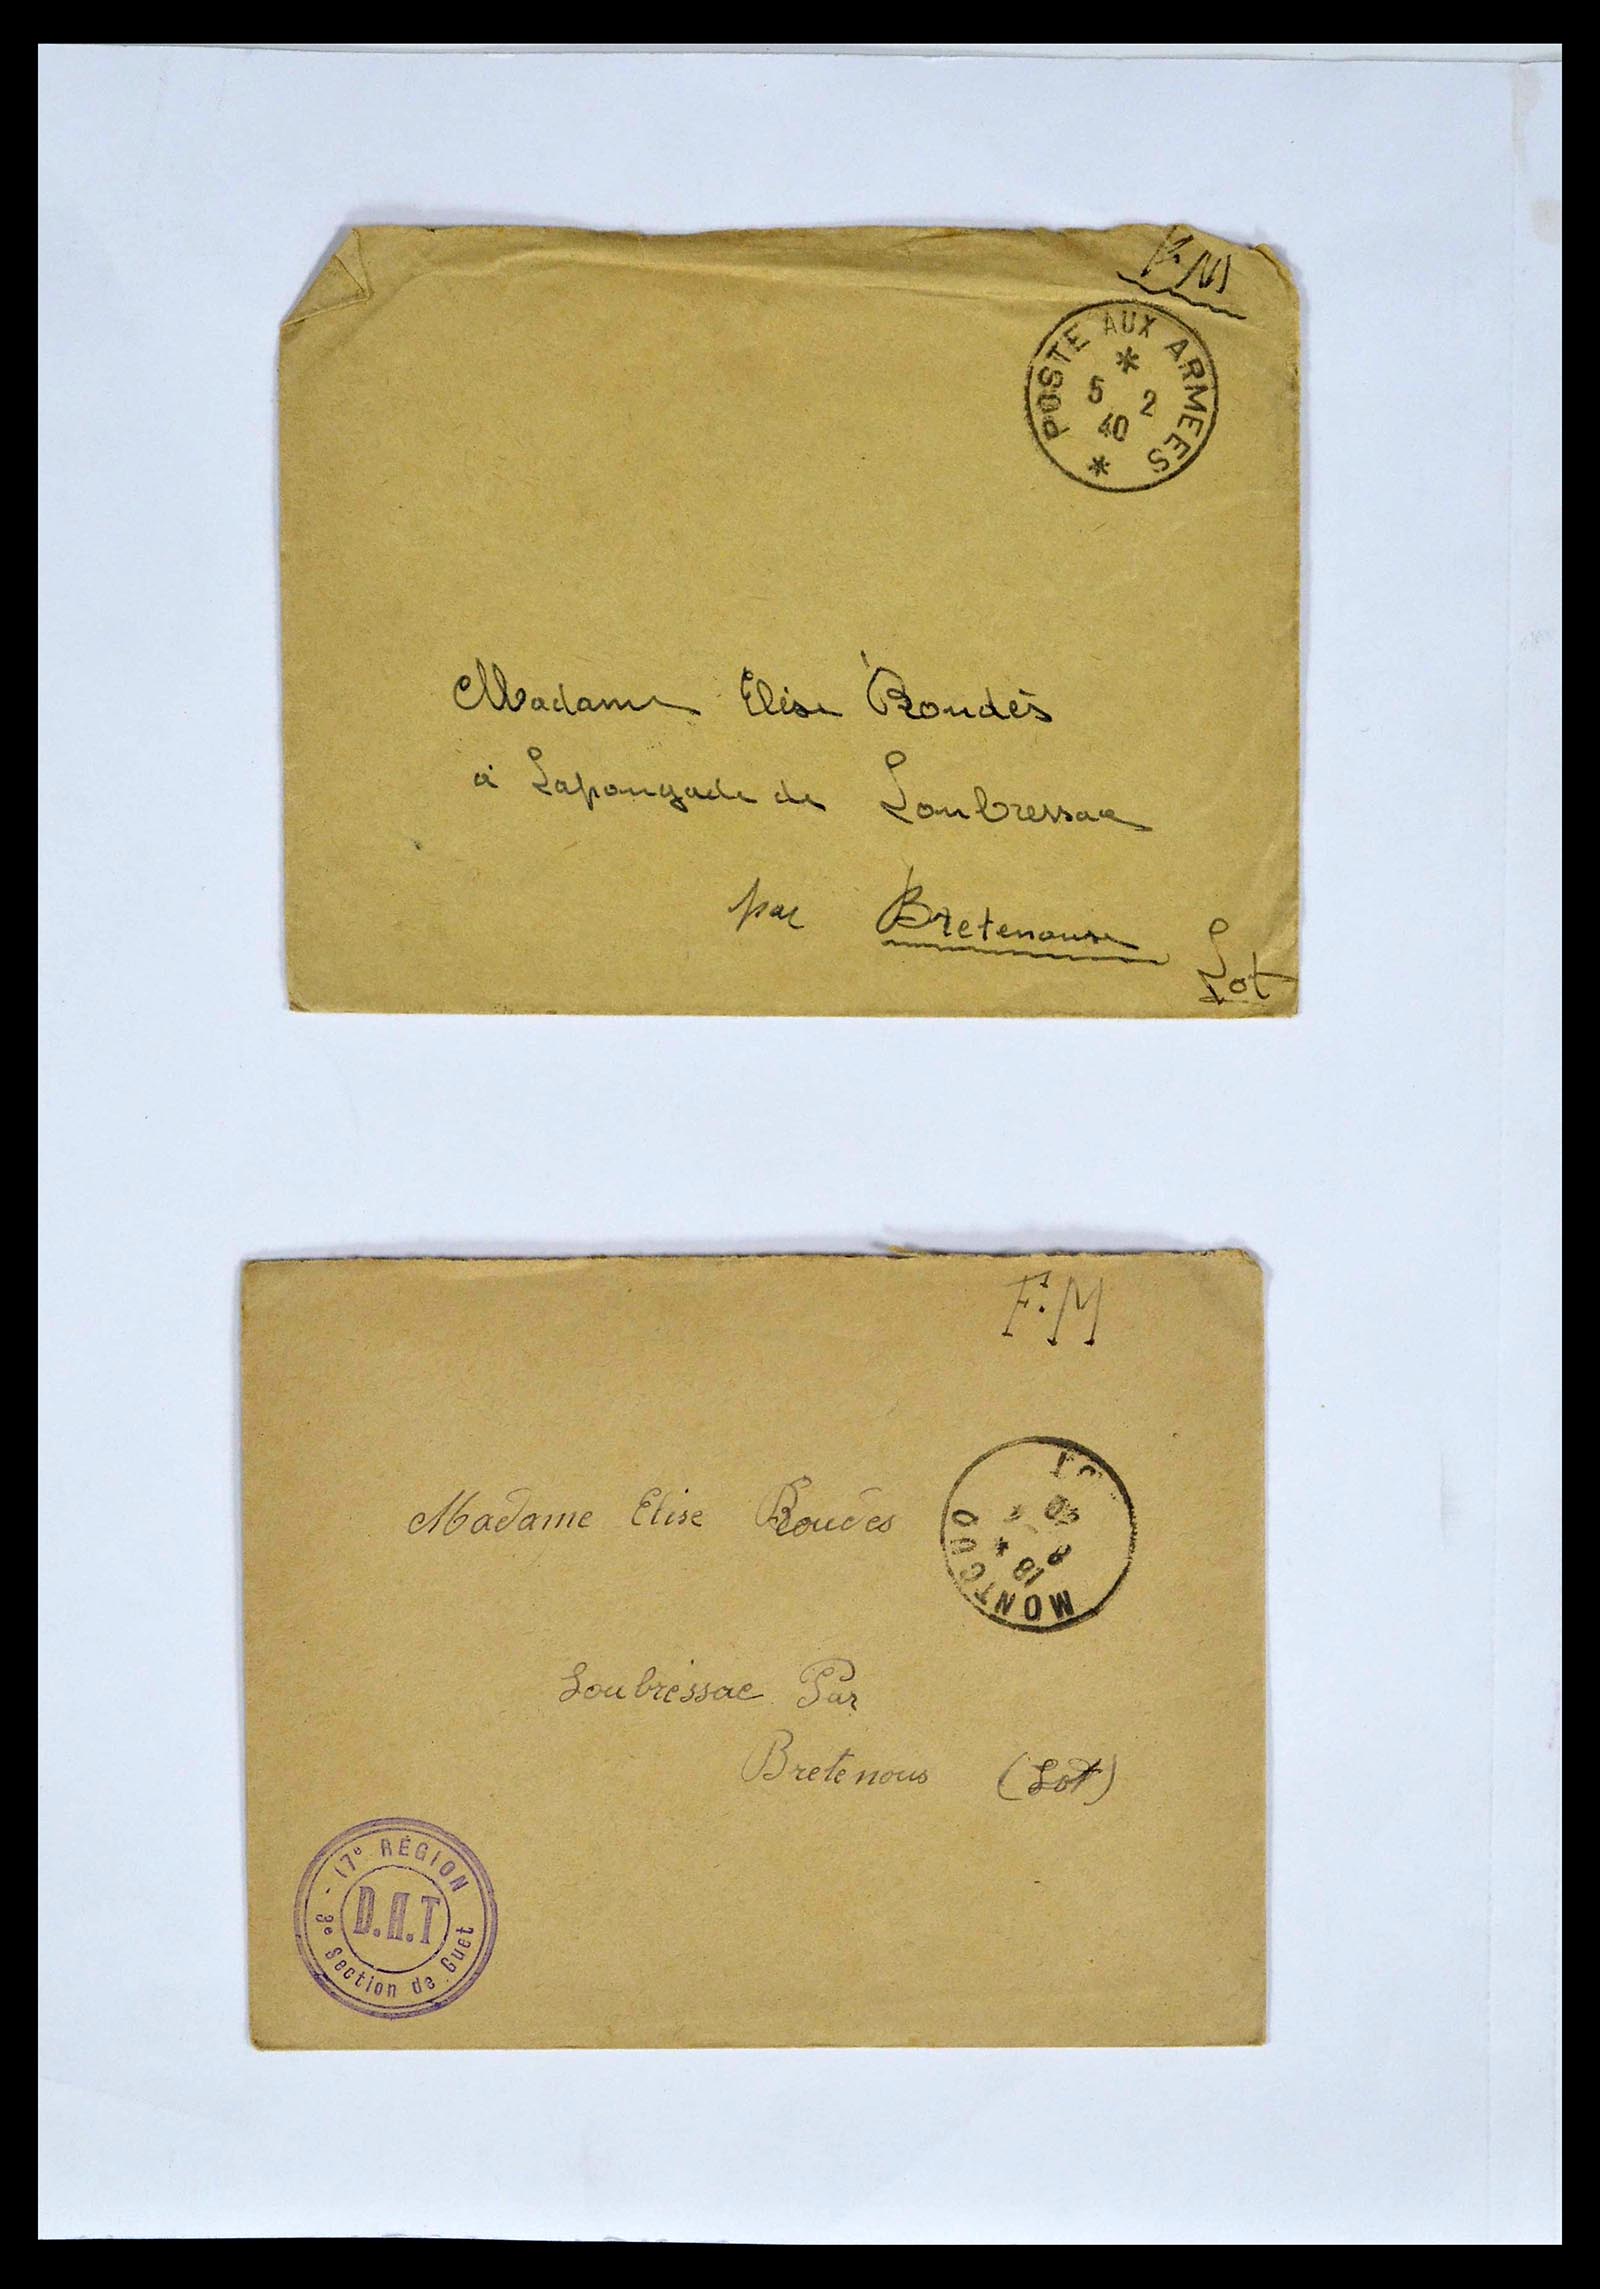 F.M
POSTE AUX ARMEES
*
5 2
40
*
Madame Elise Roudès
à Lapougade de Loubressac
par Bretenoux
Lot
F.M
Madame Elise Roudès
MONTCUQ
18
*
Loubressac Par
Bretenous (Lot)
17e RÉGION
D.A.T
3e Section de Guet